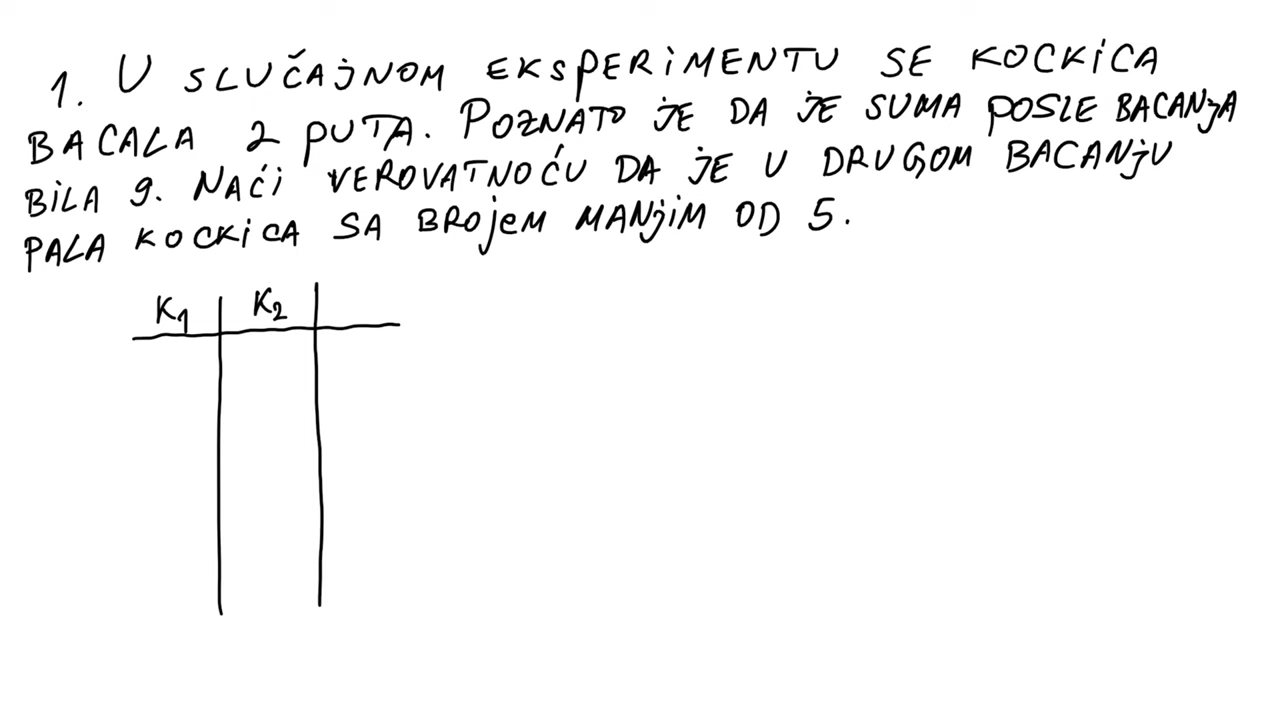 1. U SLUČAJNOM EKSPERIMENTU SE KOCKICA
BACALA 2 PUTA. POZNATO JE DA JE SUMA POSLE BACANJA
BILA 9. NAĆI VEROVATNOĆU DA JE U DRUGOM BACANJU
PALA KOCKICA SA BROJEM MANJIM OD 5.
K1 K2